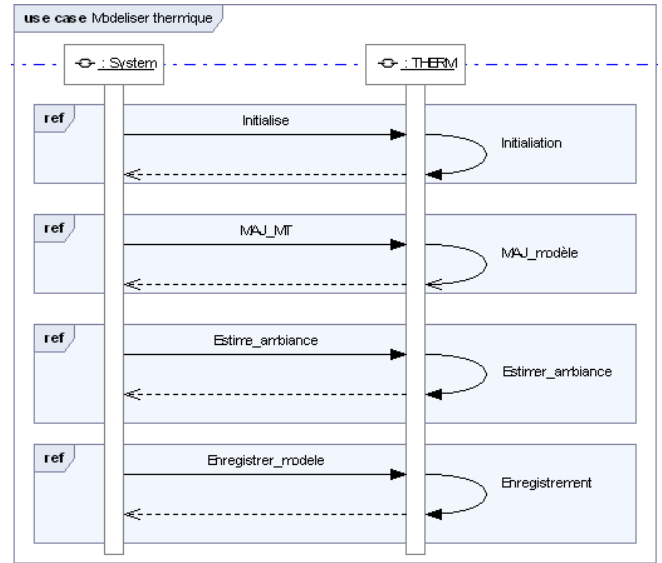 use case Modeliser thermique
: System
: THERM
ref
Initialise
Initialiation
ref
MAJ_MT
MAJ_modèle
ref
Estime_ambiance
Estimer_ambiance
ref
Enregistrer_modele
Enregistrement